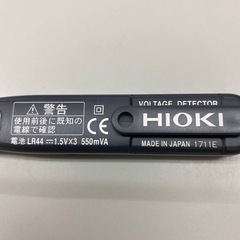 ⚠ 警告
使用前後に既知の
電線で確認
CE
電池 LR44 ⎓ 1.5V×3 550mVA
VOLTAGE DETECTOR
HIOKI
MADE IN JAPAN 1711E